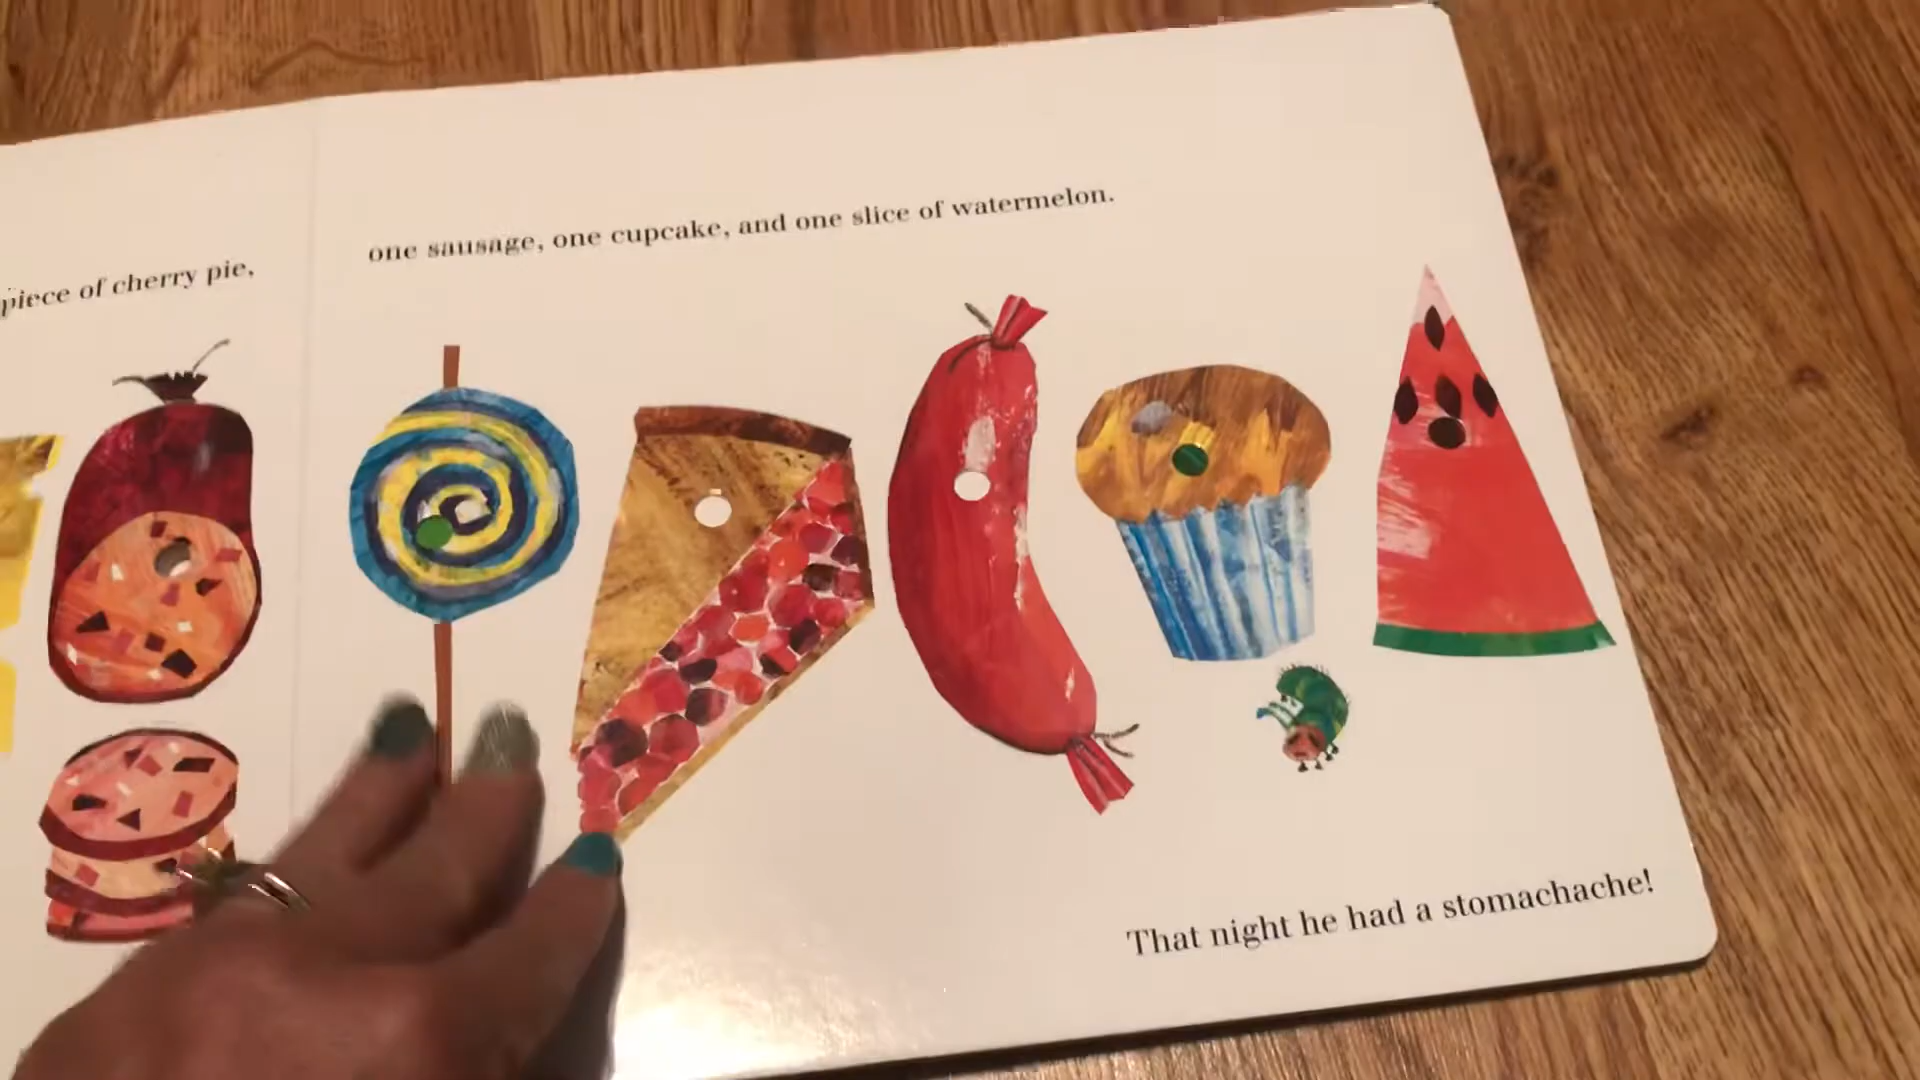 piece of cherry pie,
one sausage, one cupcake, and one slice of watermelon.
That night he had a stomachache!